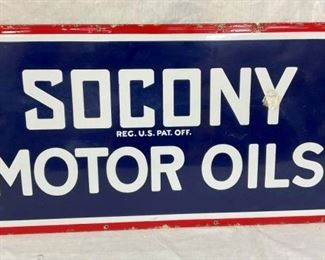 SOCONY
REG. U.S. PAT. OFF.
MOTOR OILS